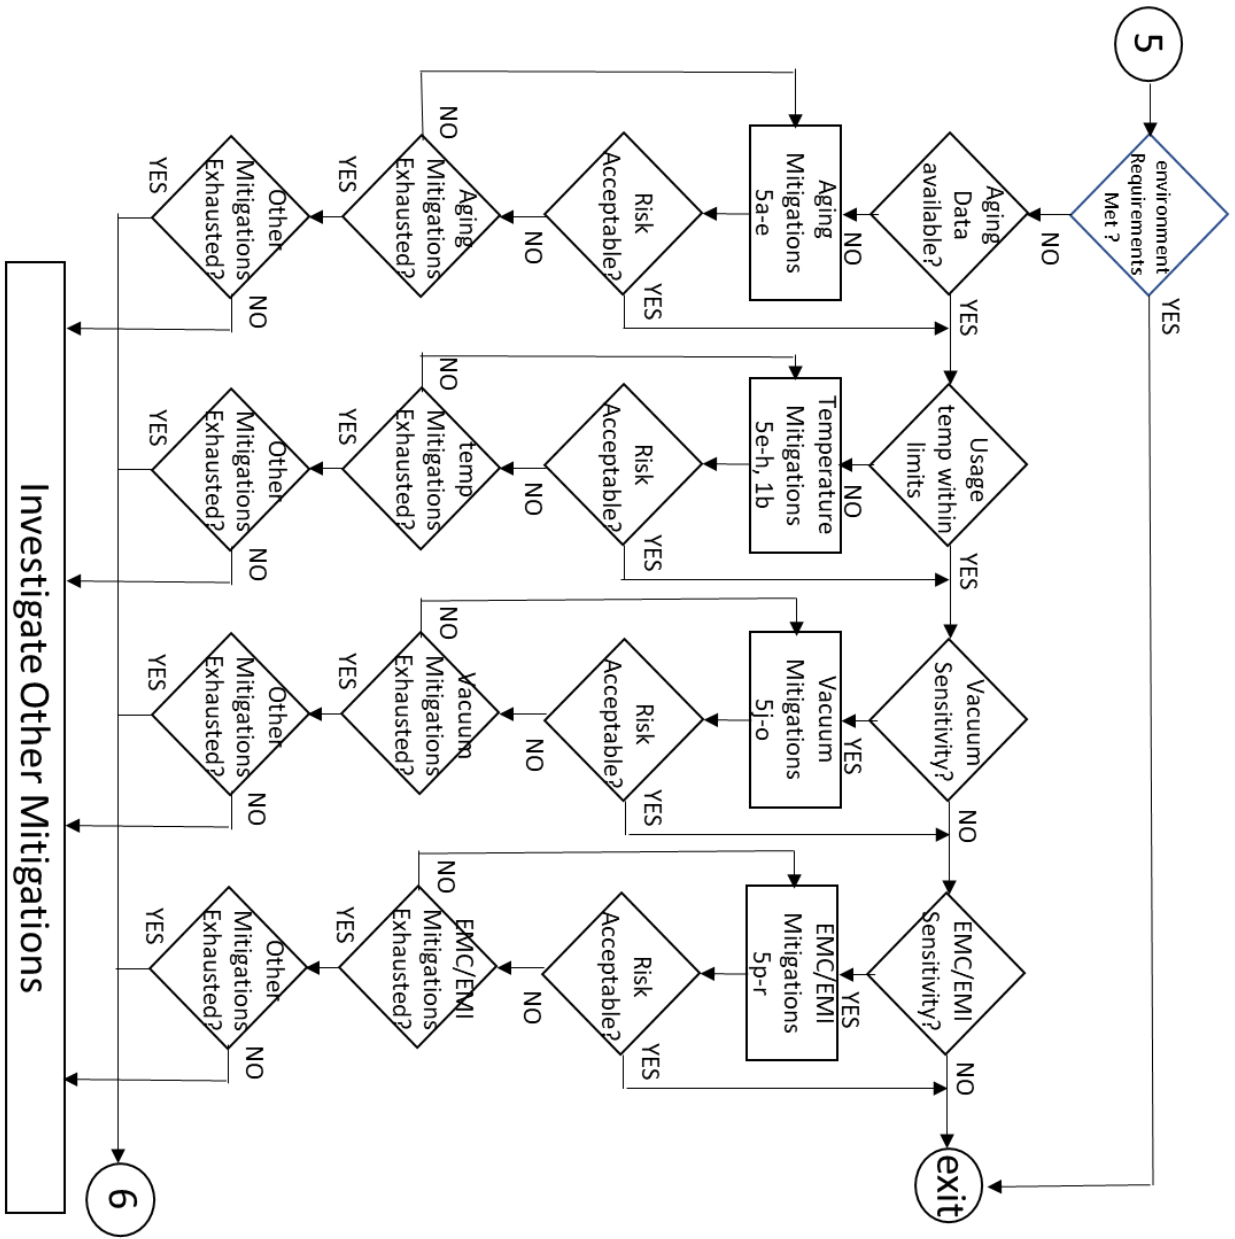 5
environment
Requirements
Met ?
YES
NO
Aging
Data
available?
YES
NO
Aging
Mitigations
5a-e
Risk
Acceptable?
YES
NO
Aging
Mitigations
Exhausted?
NO
YES
Other
Mitigations
Exhausted?
NO
YES
Usage
temp within
limits
YES
NO
Temperature
Mitigations
5e-h, 1b
Risk
Acceptable?
YES
NO
temp
Mitigations
Exhausted?
NO
YES
Other
Mitigations
Exhausted?
NO
YES
Vacuum
Sensitivity?
NO
YES
Vacuum
Mitigations
5j-o
Risk
Acceptable?
YES
NO
Vacuum
Mitigations
Exhausted?
NO
YES
Other
Mitigations
Exhausted?
NO
YES
EMC/EMI
Sensitivity?
NO
YES
EMC/EMI
Mitigations
5p-r
Risk
Acceptable?
YES
NO
EMC/EMI
Mitigations
Exhausted?
NO
YES
Other
Mitigations
Exhausted?
NO
YES
exit
6
Investigate Other Mitigations